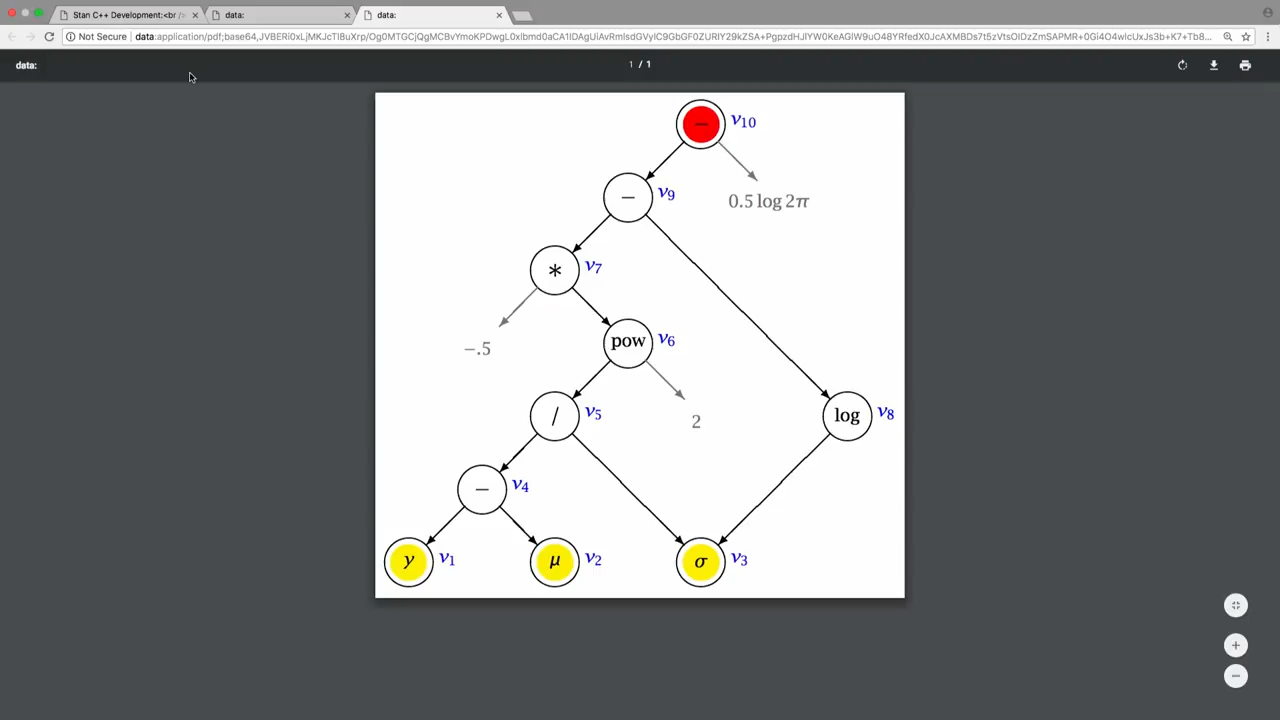 Stan C++ Development:<br /> × data: × data: ×
Not Secure
data:
1 / 1
− v10
− v9 0.5 log 2π
* v7
−.5 pow v6
/ v5 2 log v8
− v4
y v1 μ v2 σ v3
+
−